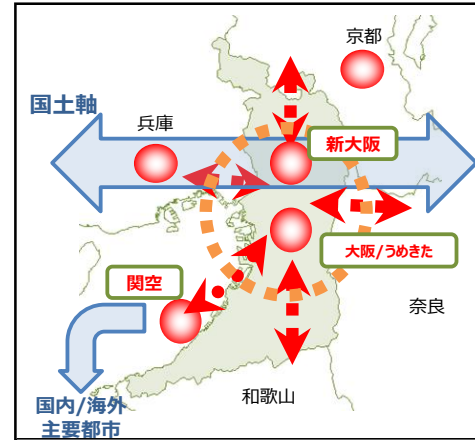 京都
国土軸
兵庫
新大阪
大阪/うめきた
関空
奈良
和歌山
国内/海外
主要都市